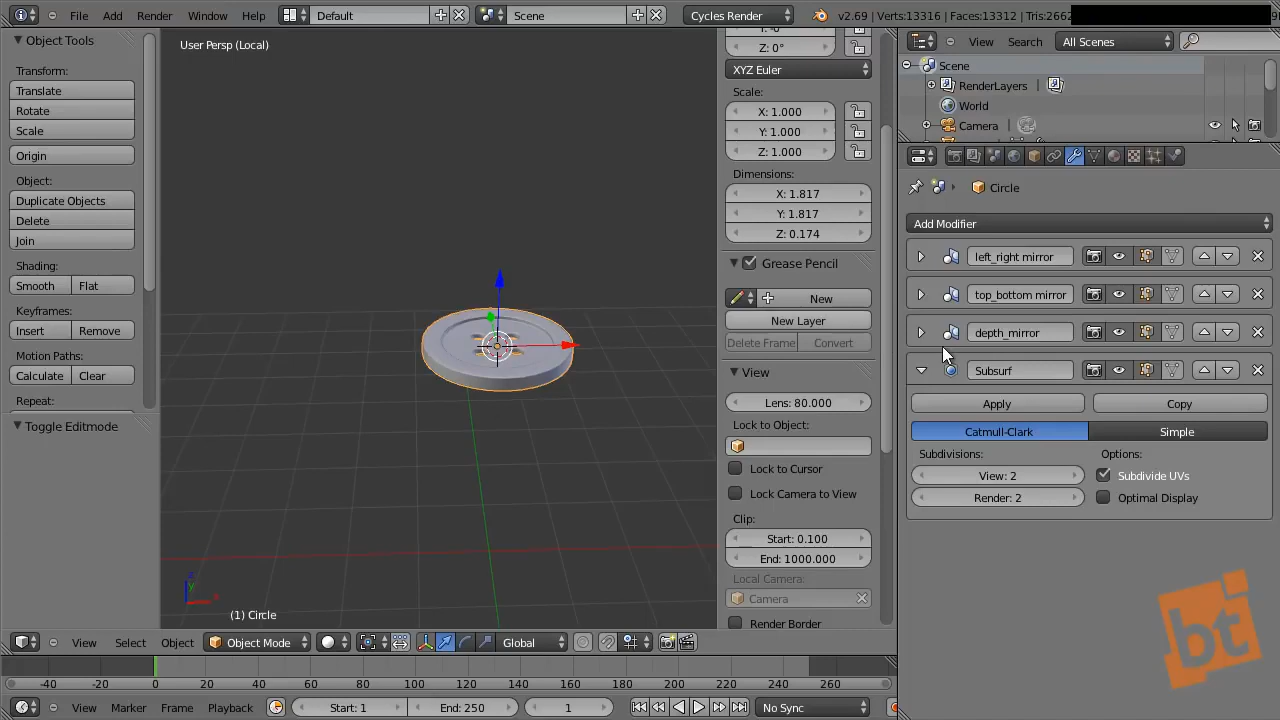 File Add Render Window Help Default Scene Cycles Render v2.69 | Verts:13316 | Faces:13312 | Tris:2662
Object Tools
Transform:
Translate
Rotate
Scale
Origin
Object:
Duplicate Objects
Delete
Join
Shading:
Smooth Flat
Keyframes:
Insert Remove
Motion Paths:
Calculate Clear
Repeat:
Toggle Editmode
User Persp (Local)
(1) Circle
Z: 0°
XYZ Euler
Scale:
X: 1.000
Y: 1.000
Z: 1.000
Dimensions:
X: 1.817
Y: 1.817
Z: 0.174
Grease Pencil
New
New Layer
Delete Frame Convert
View
Lens: 80.000
Lock to Object:
Lock to Cursor
Lock Camera to View
Clip:
Start: 0.100
End: 1000.000
Local Camera:
Camera
Render Border
View Search All Scenes
Scene
RenderLayers |
World
Camera
Circle
Add Modifier
left_right mirror
top_bottom mirror
depth_mirror
Subsurf
Apply Copy
Catmull-Clark Simple
Subdivisions: Options:
View: 2 Subdivide UVs
Render: 2 Optimal Display
bt
View Select Object Object Mode Global
-40 -20 0 20 40 60 80 100 120 140 160 180 200 220 240 260
View Marker Frame Playback Start: 1 End: 250 1 No Sync